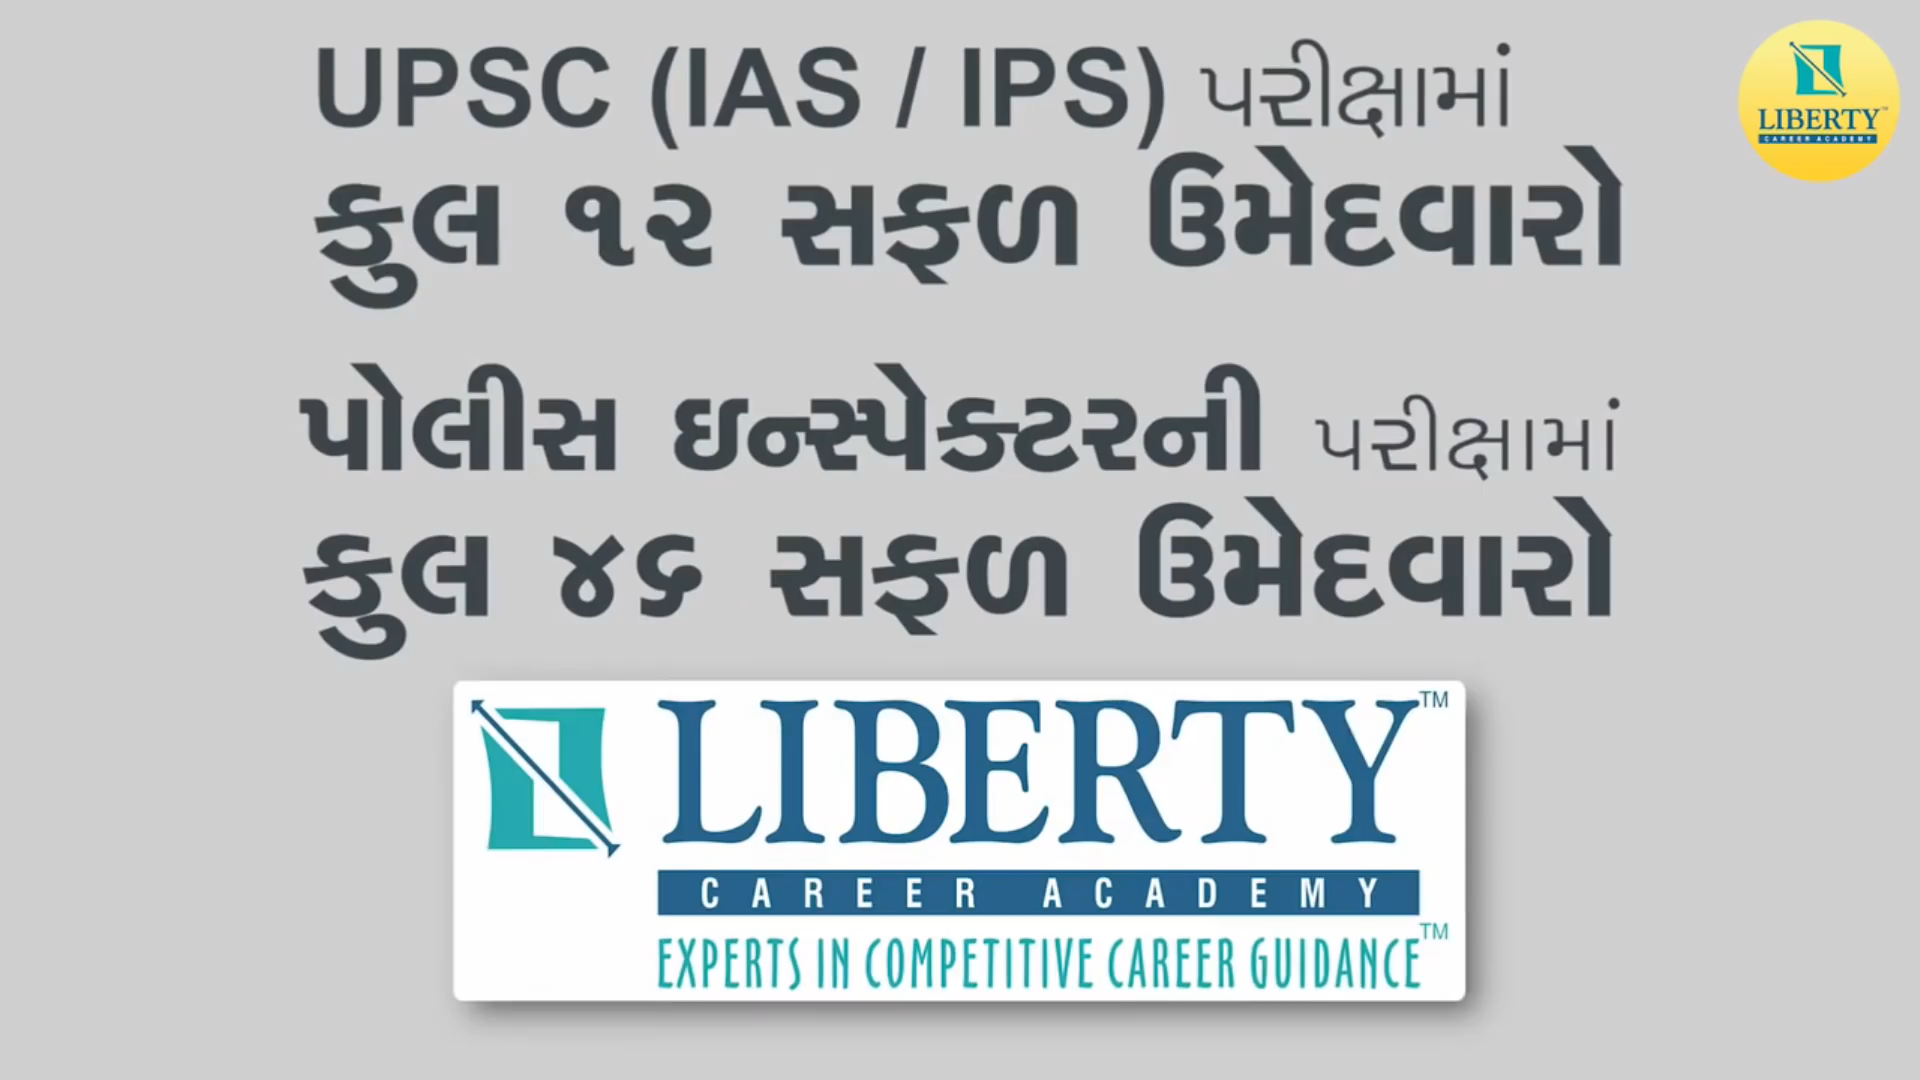 UPSC (IAS / IPS) પરીક્ષામાં
કુલ ૧૨ સફળ ઉમેદવારો
પોલીસ ઇન્સ્પેક્ટરની પરીક્ષામાં
કુલ ૪૬ સફળ ઉમેદવારો
LIBERTY™
CAREER ACADEMY
EXPERTS IN COMPETITIVE CAREER GUIDANCE™
LIBERTY™
CAREER ACADEMY